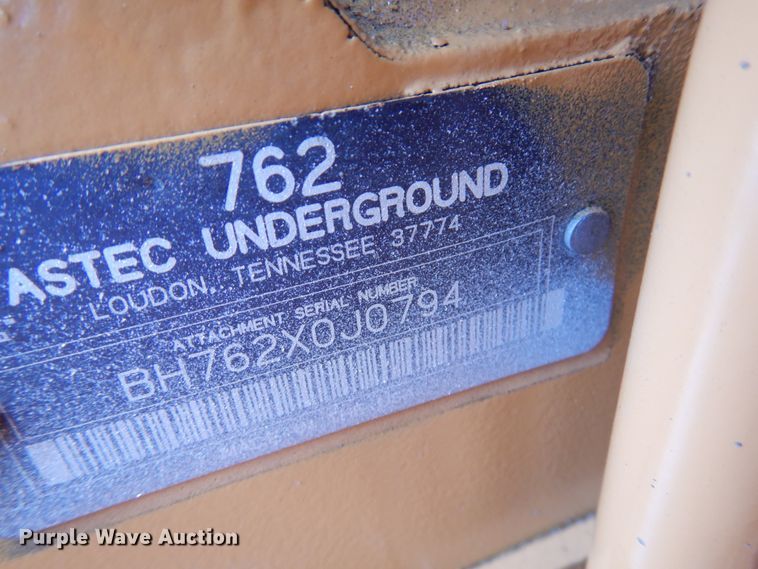 762
ASTEC UNDERGROUND
LOUDON, TENNESSEE 37774
ATTACHMENT SERIAL NUMBER
BH762X0J0794
Purple Wave Auction